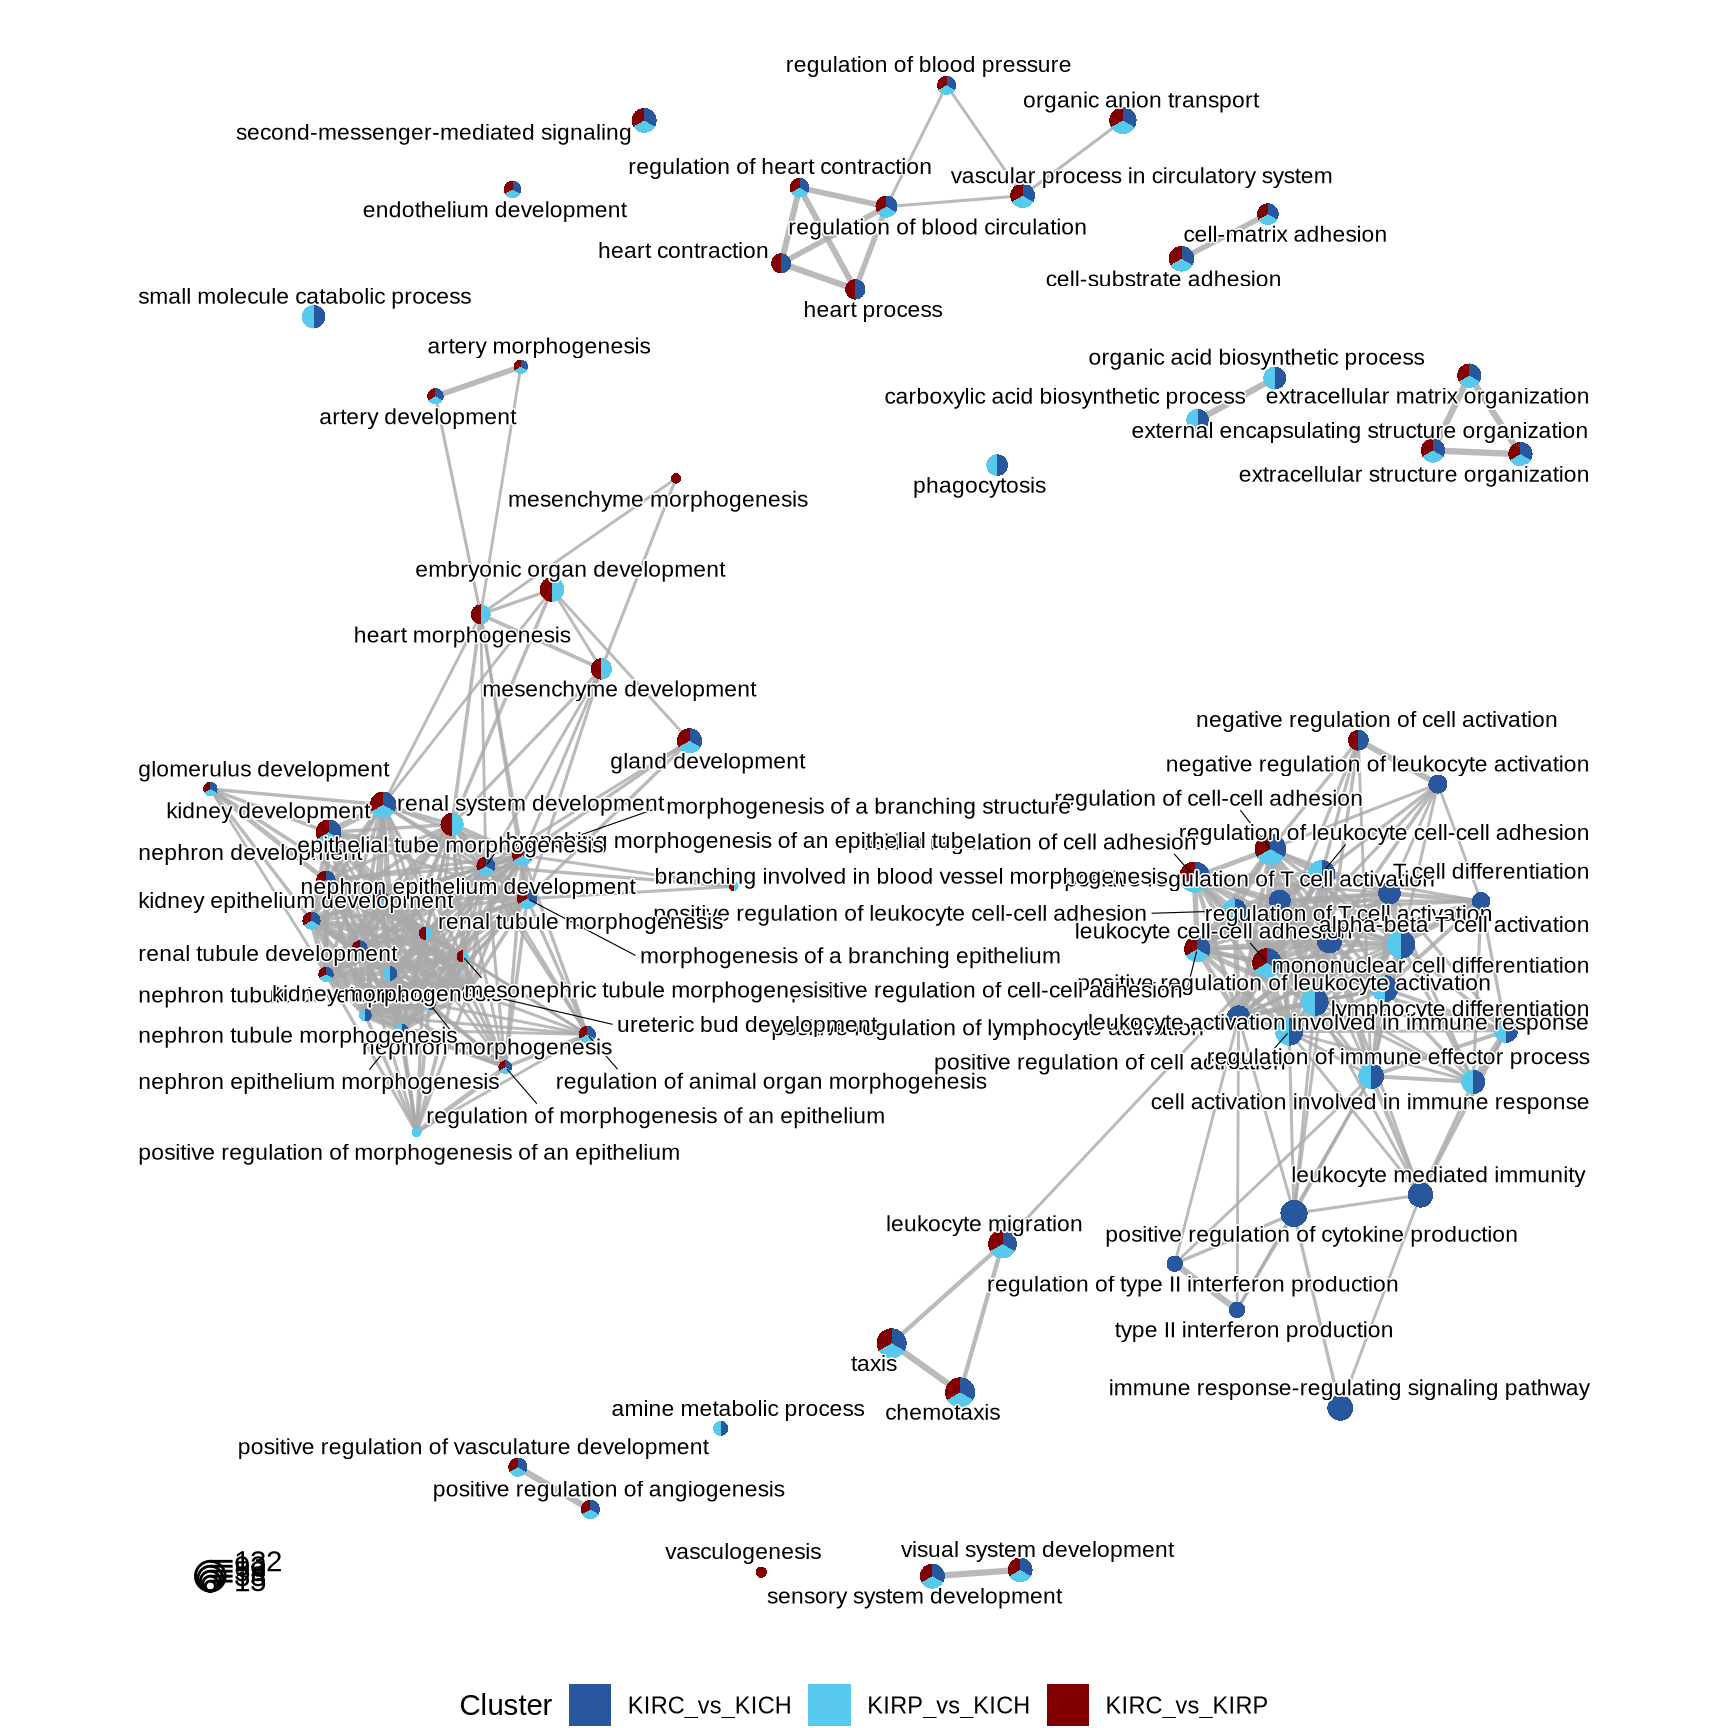 regulation of blood pressure
organic anion transport
second-messenger-mediated signaling
regulation of heart contraction
vascular process in circulatory system
endothelium development
regulation of blood circulation
cell-matrix adhesion
heart contraction
cell-substrate adhesion
small molecule catabolic process
heart process
artery morphogenesis
organic acid biosynthetic process
carboxylic acid biosynthetic process
extracellular matrix organization
artery development
external encapsulating structure organization
extracellular structure organization
phagocytosis
mesenchyme morphogenesis
embryonic organ development
heart morphogenesis
mesenchyme development
negative regulation of cell activation
gland development
negative regulation of leukocyte activation
glomerulus development
regulation of cell-cell adhesion
kidney development
renal system development
morphogenesis of a branching structure
regulation of leukocyte cell-cell adhesion
epithelial tube morphogenesis
branching morphogenesis of an epithelial tube
regulation of cell adhesion
nephron development
T cell differentiation
nephron epithelium development
branching involved in blood vessel morphogenesis
regulation of T cell activation
kidney epithelium development
positive regulation of leukocyte cell-cell adhesion
regulation of T cell activation
renal tubule morphogenesis
leukocyte cell-cell adhesion
alpha-beta T cell activation
renal tubule development
morphogenesis of a branching epithelium
mononuclear cell differentiation
positive regulation of leukocyte activation
nephron
kidney morphogenesis
mesonephric tubule morphogenesis
regulation of cell-cell adhesion
lymphocyte differentiation
ureteric bud development
regulation of lymphocyte activation
leukocyte activation involved in immune response
nephron tubule morphogenesis
nephron morphogenesis
positive regulation of cell activation
regulation of immune effector process
nephron epithelium morphogenesis
regulation of animal organ morphogenesis
cell activation involved in immune response
regulation of morphogenesis of an epithelium
positive regulation of morphogenesis of an epithelium
leukocyte mediated immunity
leukocyte migration
positive regulation of cytokine production
regulation of type II interferon production
type II interferon production
taxis
immune response-regulating signaling pathway
chemotaxis
amine metabolic process
positive regulation of vasculature development
positive regulation of angiogenesis
vasculogenesis
visual system development
sensory system development
132
13
Cluster
KIRC_vs_KICH
KIRP_vs_KICH
KIRC_vs_KIRP